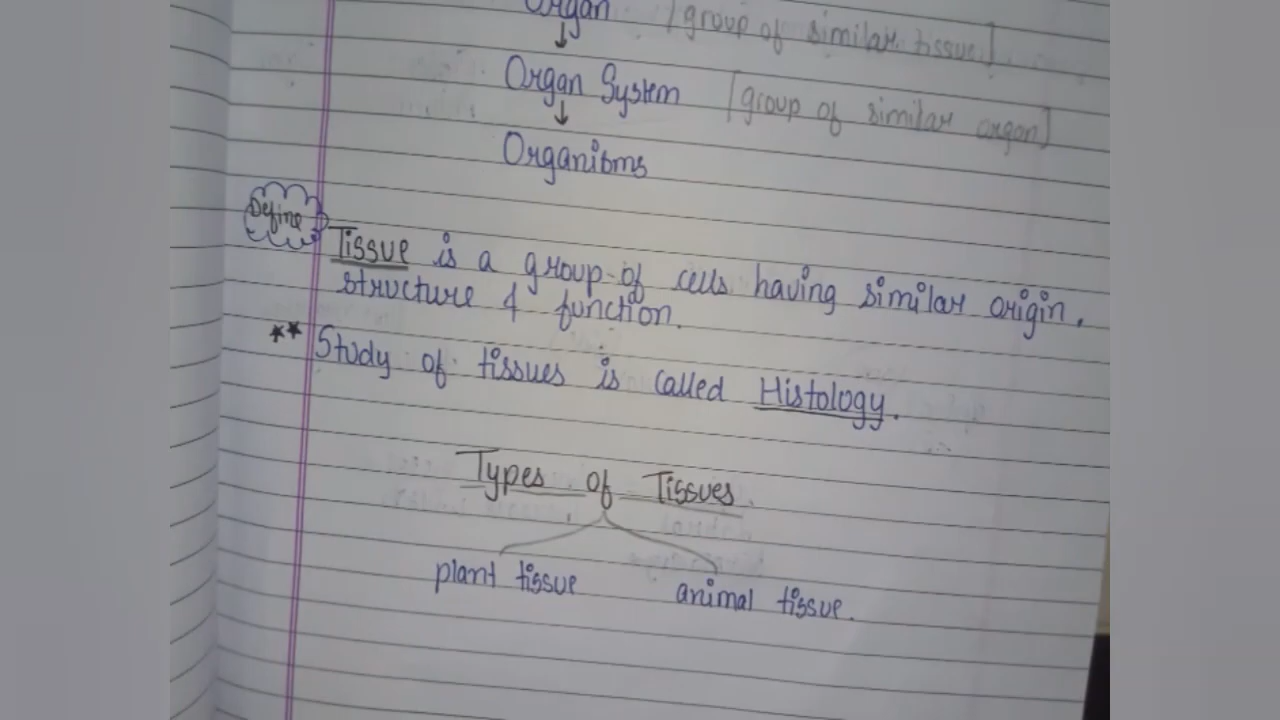 Organ [group of similar tissue]
↓
Organ System [group of similar organ]
↓
Organisms
Define
Tissue is a group of cells having similar origin,
structure & function.
** Study of tissues is called Histology.
Types of Tissues.
plant tissue animal tissue.